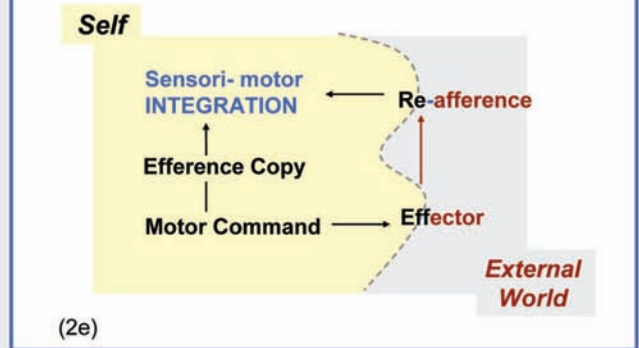 Self
Sensori- motor
INTEGRATION
Re-afference
Efference Copy
Motor Command
Effector
External
World
(2e)